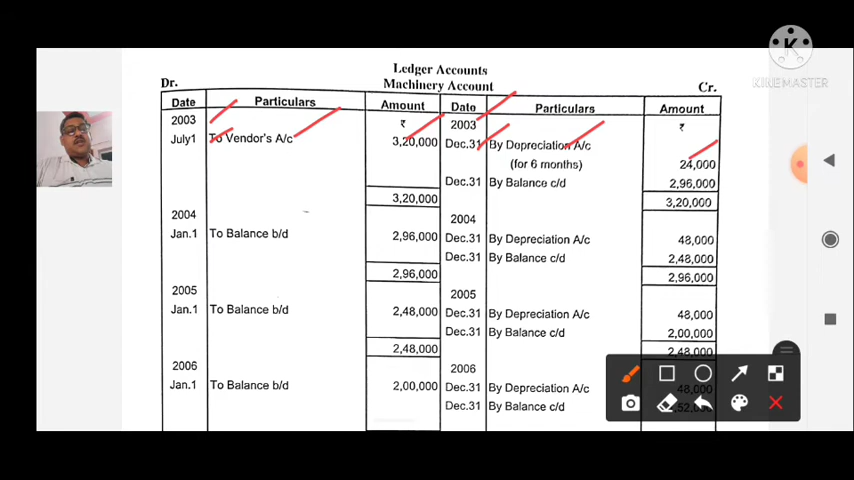 KINEMASTER
Ledger Accounts
Dr. Machinery Account Cr.
Date Particulars Amount Date Particulars Amount
2003 ₹ 2003 ₹
July1 To Vendor's A/c 3,20,000 Dec.31 By Depreciation A/c
(for 6 months) 24,000
Dec.31 By Balance c/d 2,96,000
3,20,000 3,20,000
2004 2004
Jan.1 To Balance b/d 2,96,000 Dec.31 By Depreciation A/c 48,000
Dec.31 By Balance c/d 2,48,000
2,96,000 2,96,000
2005 2005
Jan.1 To Balance b/d 2,48,000 Dec.31 By Depreciation A/c 48,000
Dec.31 By Balance c/d 2,00,000
2,48,000 2,48,000
2006 2006
Jan.1 To Balance b/d 2,00,000 Dec.31 By Depreciation A/c 48,000
Dec.31 By Balance c/d